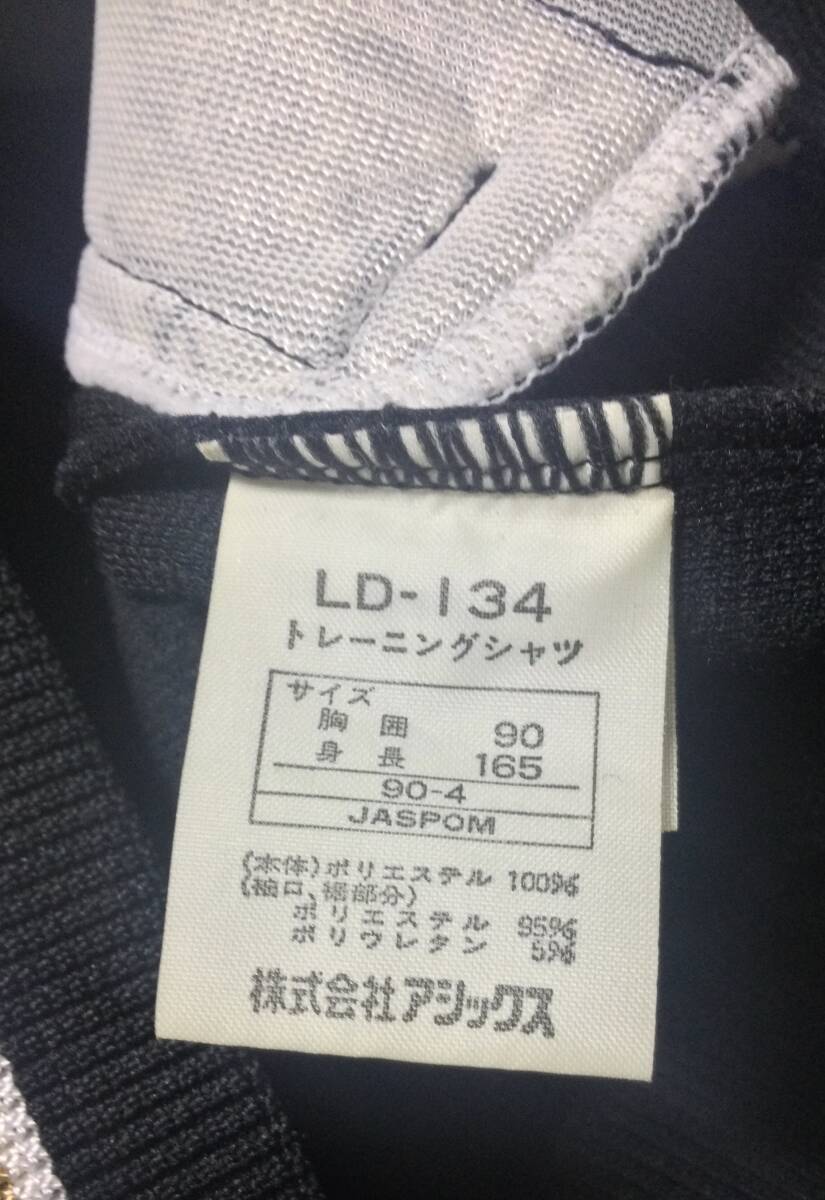 LD-134
トレーニングシャツ
サイズ
胸囲 90
身長 165
90-4
JASPOM
(本体)ポリエステル 100%
(袖口、裾部分)
ポリエステル 95%
ポリウレタン 5%
株式会社アシックス